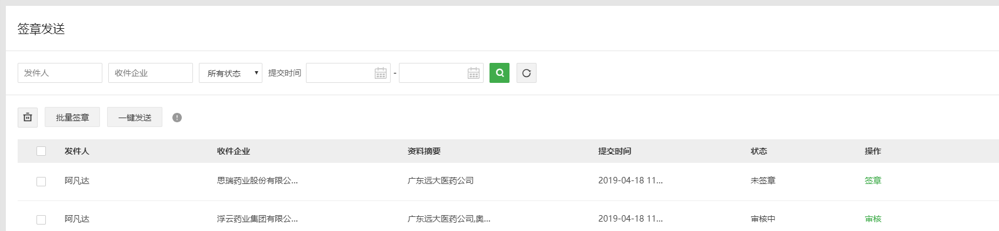 签章发送
发件人 收件企业 所有状态 提交时间 -
批量签章 一键发送
发件人 收件企业 资料摘要 提交时间 状态 操作
阿凡达 思瑞药业股份有限公... 广东远大医药公司 2019-04-18 11... 未签章 签章
阿凡达 浮云药业集团有限公... 广东远大医药公司,奥... 2019-04-18 11... 审核中 审核